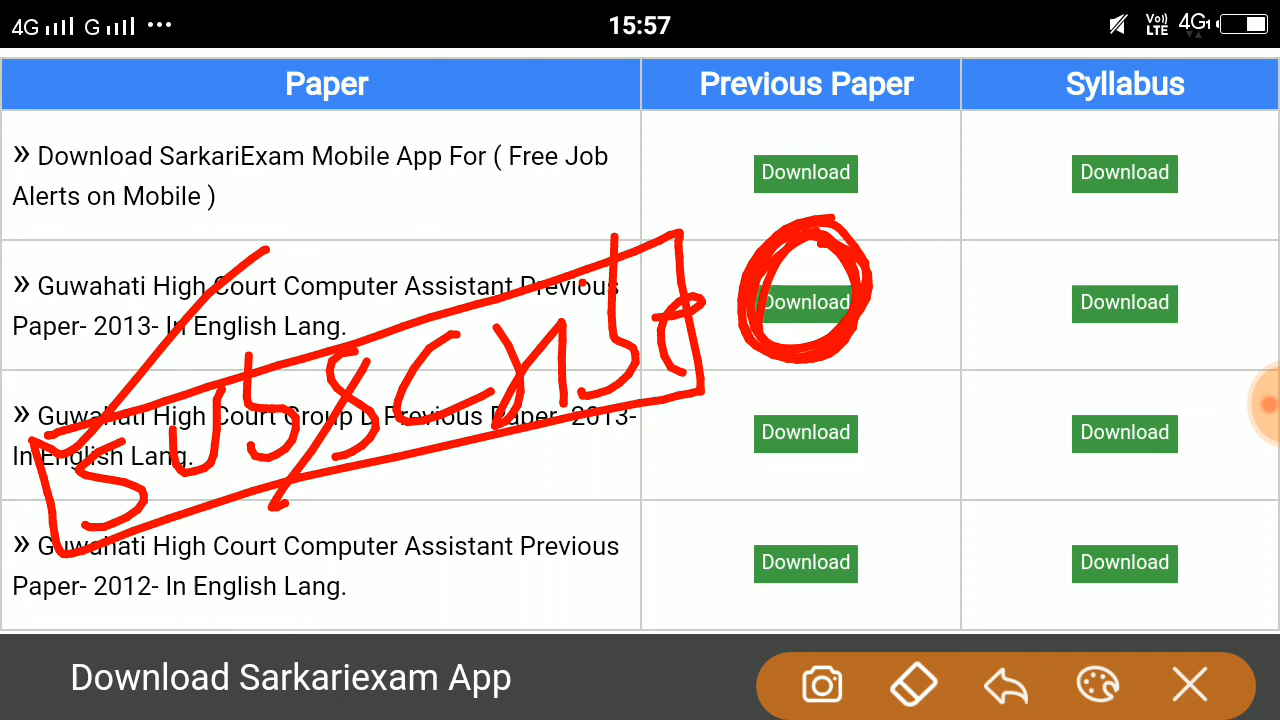 4G G ••• 15:57 Vo)) LTE 4G1
Paper Previous Paper Syllabus
» Download SarkariExam Mobile App For ( Free Job
Alerts on Mobile )
Download Download
» Guwahati High Court Computer Assistant Previous
Paper- 2013- In English Lang.
Download Download
» Guwahati High Court Group D Previous Paper- 2013-
In English Lang.
Download Download
» Guwahati High Court Computer Assistant Previous
Paper- 2012- In English Lang.
Download Download
Download Sarkariexam App